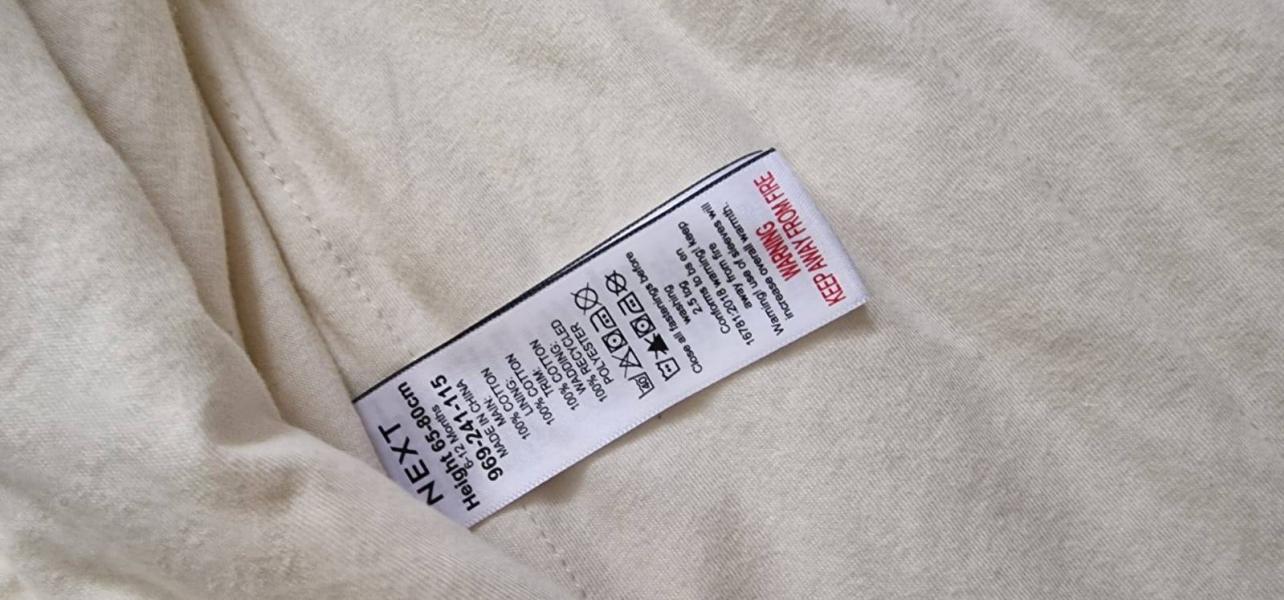 NEXT
Height 65-80cm
6-12 Months
969-241-115
MADE IN CHINA
MAIN:
100% COTTON
LINING:
100% COTTON
TRIM:
100% COTTON
WADDING:
100% RECYCLED
POLYESTER
40
Close all fastenings before
washing
2.5 tog
Conforms to bs en
16781:2018 warning! keep
away from fire
Warning! use of sleeves will
increase overall warmth.
WARNING
KEEP AWAY FROM FIRE